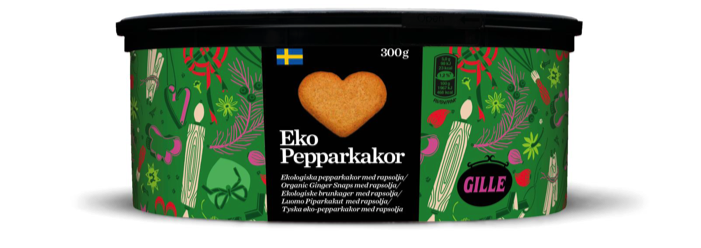 300g
Eko
Pepparkakor
Ekologiska pepparkakor med rapsolja/
Organic Ginger Snaps med rapsolja/
Ekologiske brunkager med rapsolja/
Luomo Piparkakut med rapsolja/
Tyska øko-pepparkakor med rapsolja
GILLE